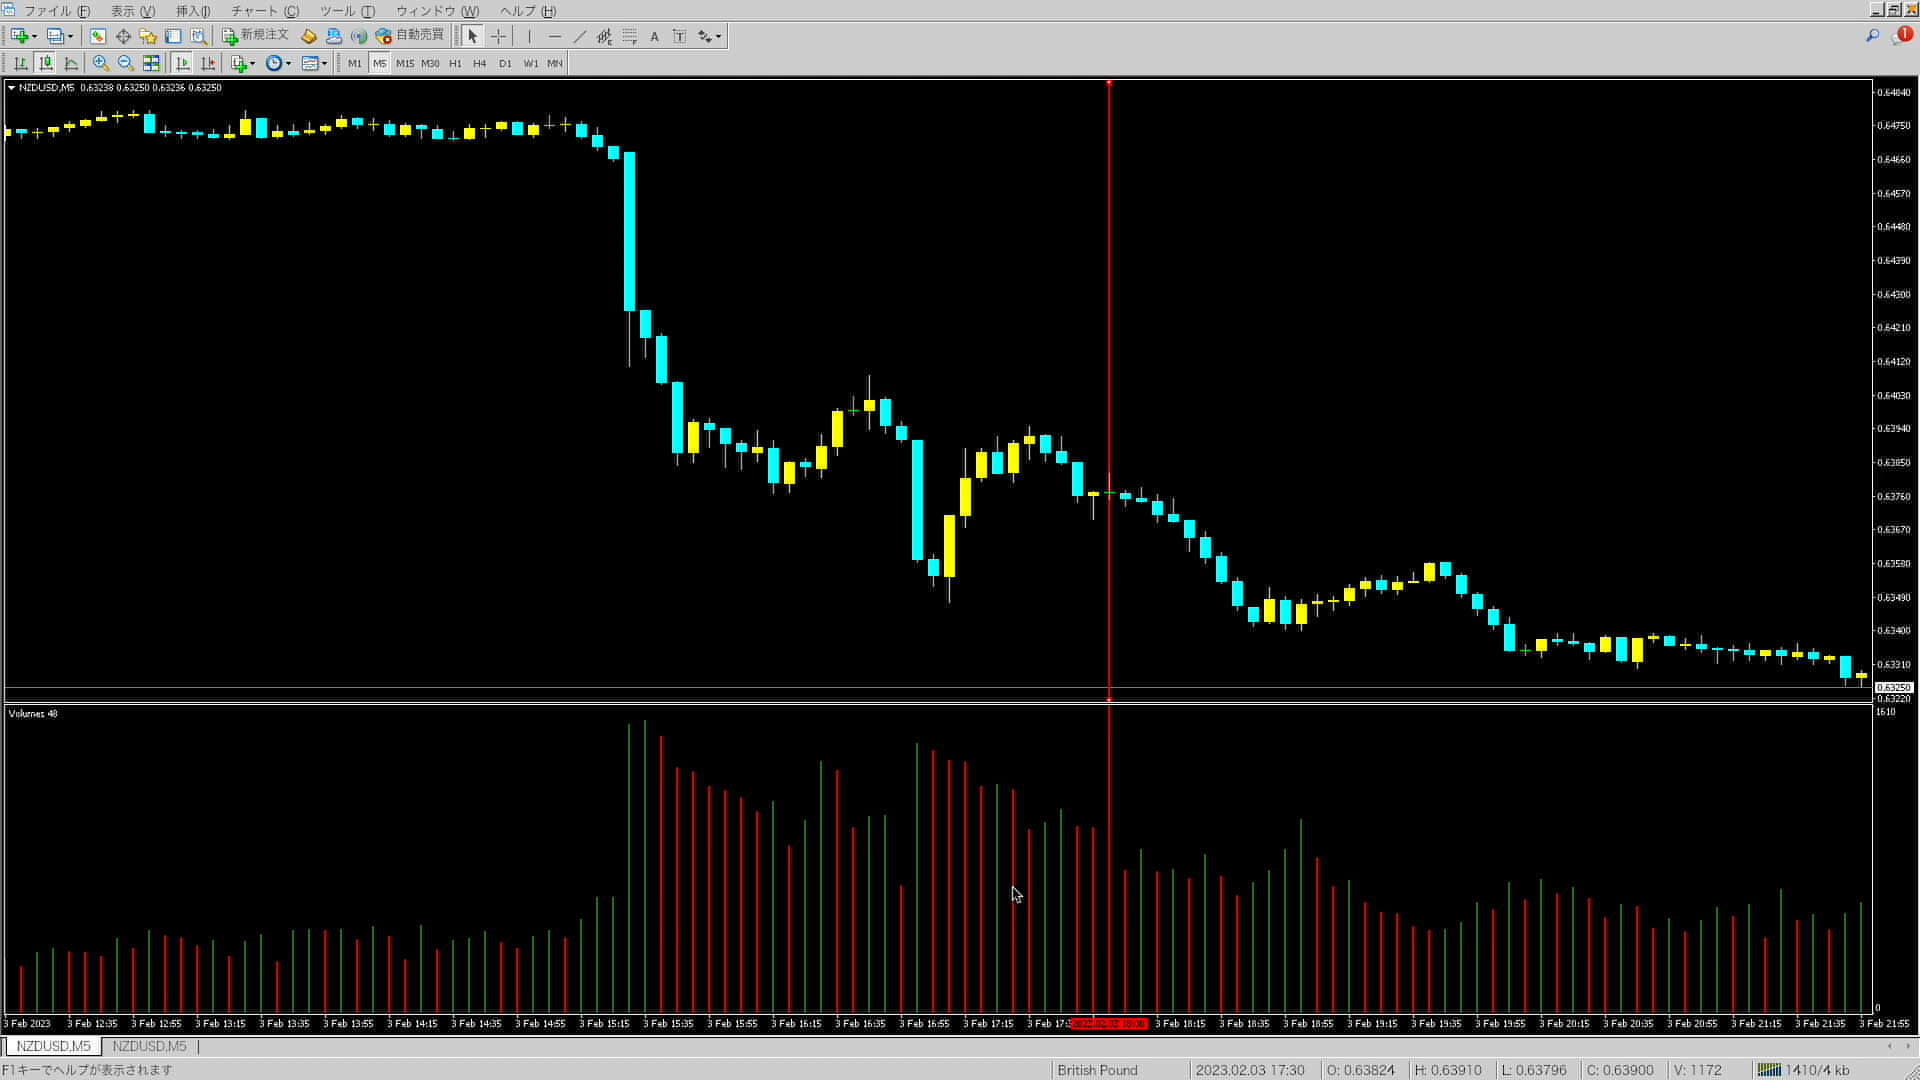 ファイル (F) 表示 (V) 挿入(I) チャート (C) ツール (T) ウィンドウ (W) ヘルプ (H)
新規注文 自動売買 A T 1
M1 M5 M15 M30 H1 H4 D1 W1 MN
NZDUSD,M5 0.63238 0.63250 0.63236 0.63250
0.64840
0.64750
0.64660
0.64570
0.64480
0.64390
0.64300
0.64210
0.64120
0.64030
0.63940
0.63850
0.63760
0.63670
0.63580
0.63490
0.63400
0.63310
0.63250
0.63220
Volumes 48
1610
0
3 Feb 2023 3 Feb 12:35 3 Feb 12:55 3 Feb 13:15 3 Feb 13:35 3 Feb 13:55 3 Feb 14:15 3 Feb 14:35 3 Feb 14:55 3 Feb 15:15 3 Feb 15:35 3 Feb 15:55 3 Feb 16:15 3 Feb 16:35 3 Feb 16:55 3 Feb 17:15 3 Feb 2023.02.03 18:00 3 Feb 18:15 3 Feb 18:35 3 Feb 18:55 3 Feb 19:15 3 Feb 19:35 3 Feb 19:55 3 Feb 20:15 3 Feb 20:35 3 Feb 20:55 3 Feb 21:15 3 Feb 21:35 3 Feb 21:55
NZDUSD,M5 NZDUSD,M5
F1キーでヘルプが表示されます British Pound 2023.02.03 17:30 O: 0.63824 H: 0.63910 L: 0.63796 C: 0.63900 V: 1172 1410/4 kb